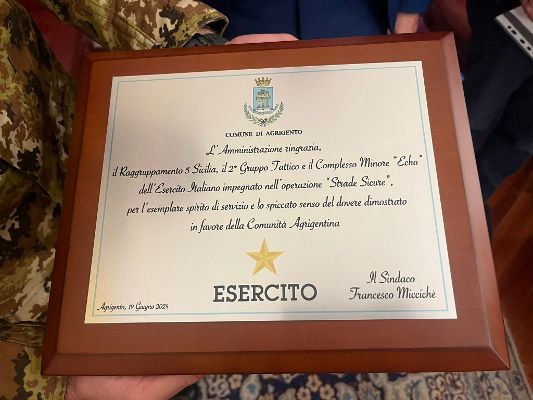 COMUNE DI AGRIGENTO
L'Amministrazione ringrazia,
il Raggruppamento 5 Sicilia, il 2° Gruppo Tattico e il Complesso Minore "Echo"
dell'Esercito Italiano impegnato nell'operazione "Strade Sicure",
per l'esemplare spirito di servizio e lo spiccato senso del dovere dimostrato
in favore della Comunità Agrigentina
ESERCITO
Il Sindaco
Francesco Miccichè
Agrigento, 19 Giugno 2024